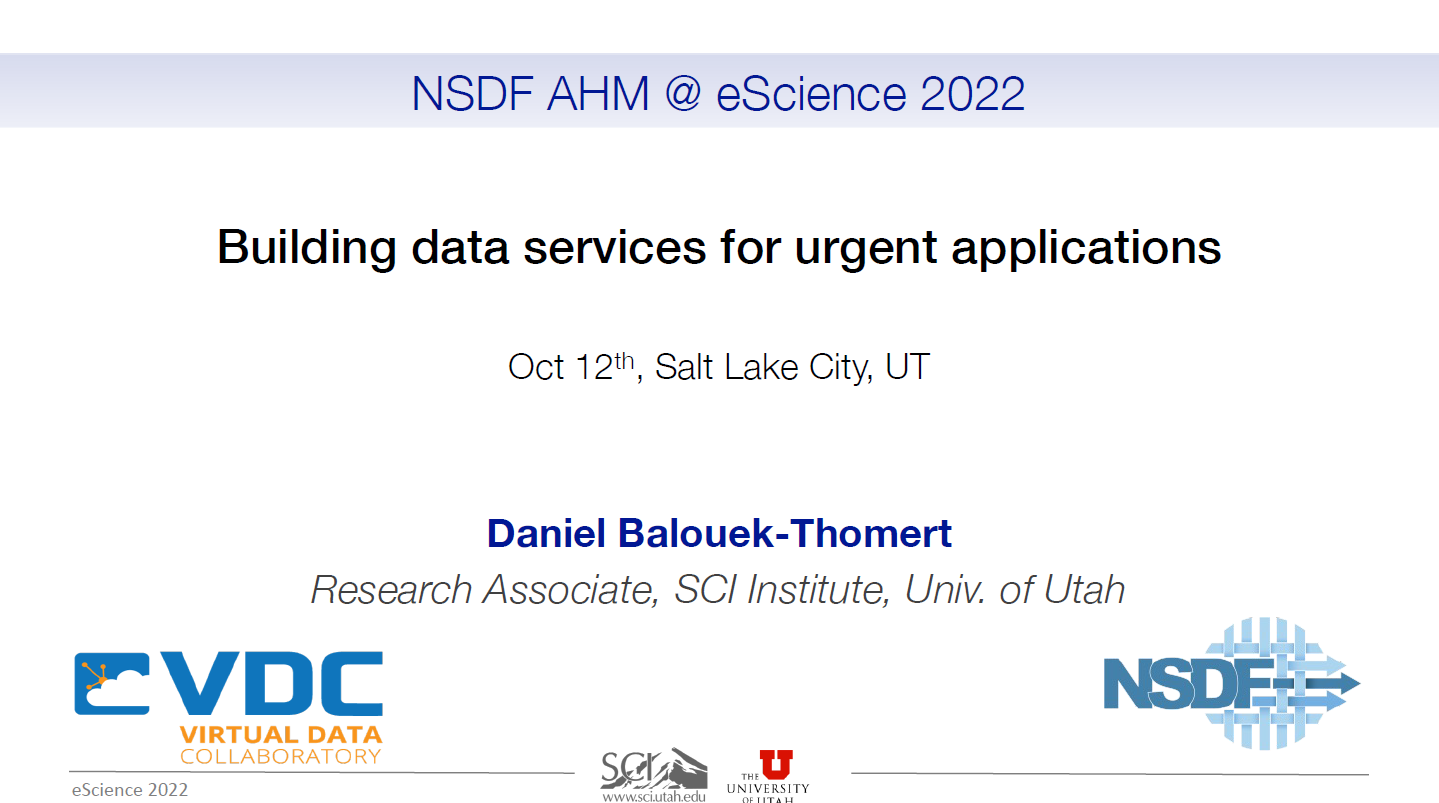 NSDF AHM @ eScience 2022
Building data services for urgent applications
Oct 12th, Salt Lake City, UT
Daniel Balouek-Thomert
Research Associate, SCI Institute, Univ. of Utah
VDC
VIRTUAL DATA
COLLABORATORY
NSDF
eScience 2022
SCI
www.sci.utah.edu
U
THE
UNIVERSITY
OF UTAH